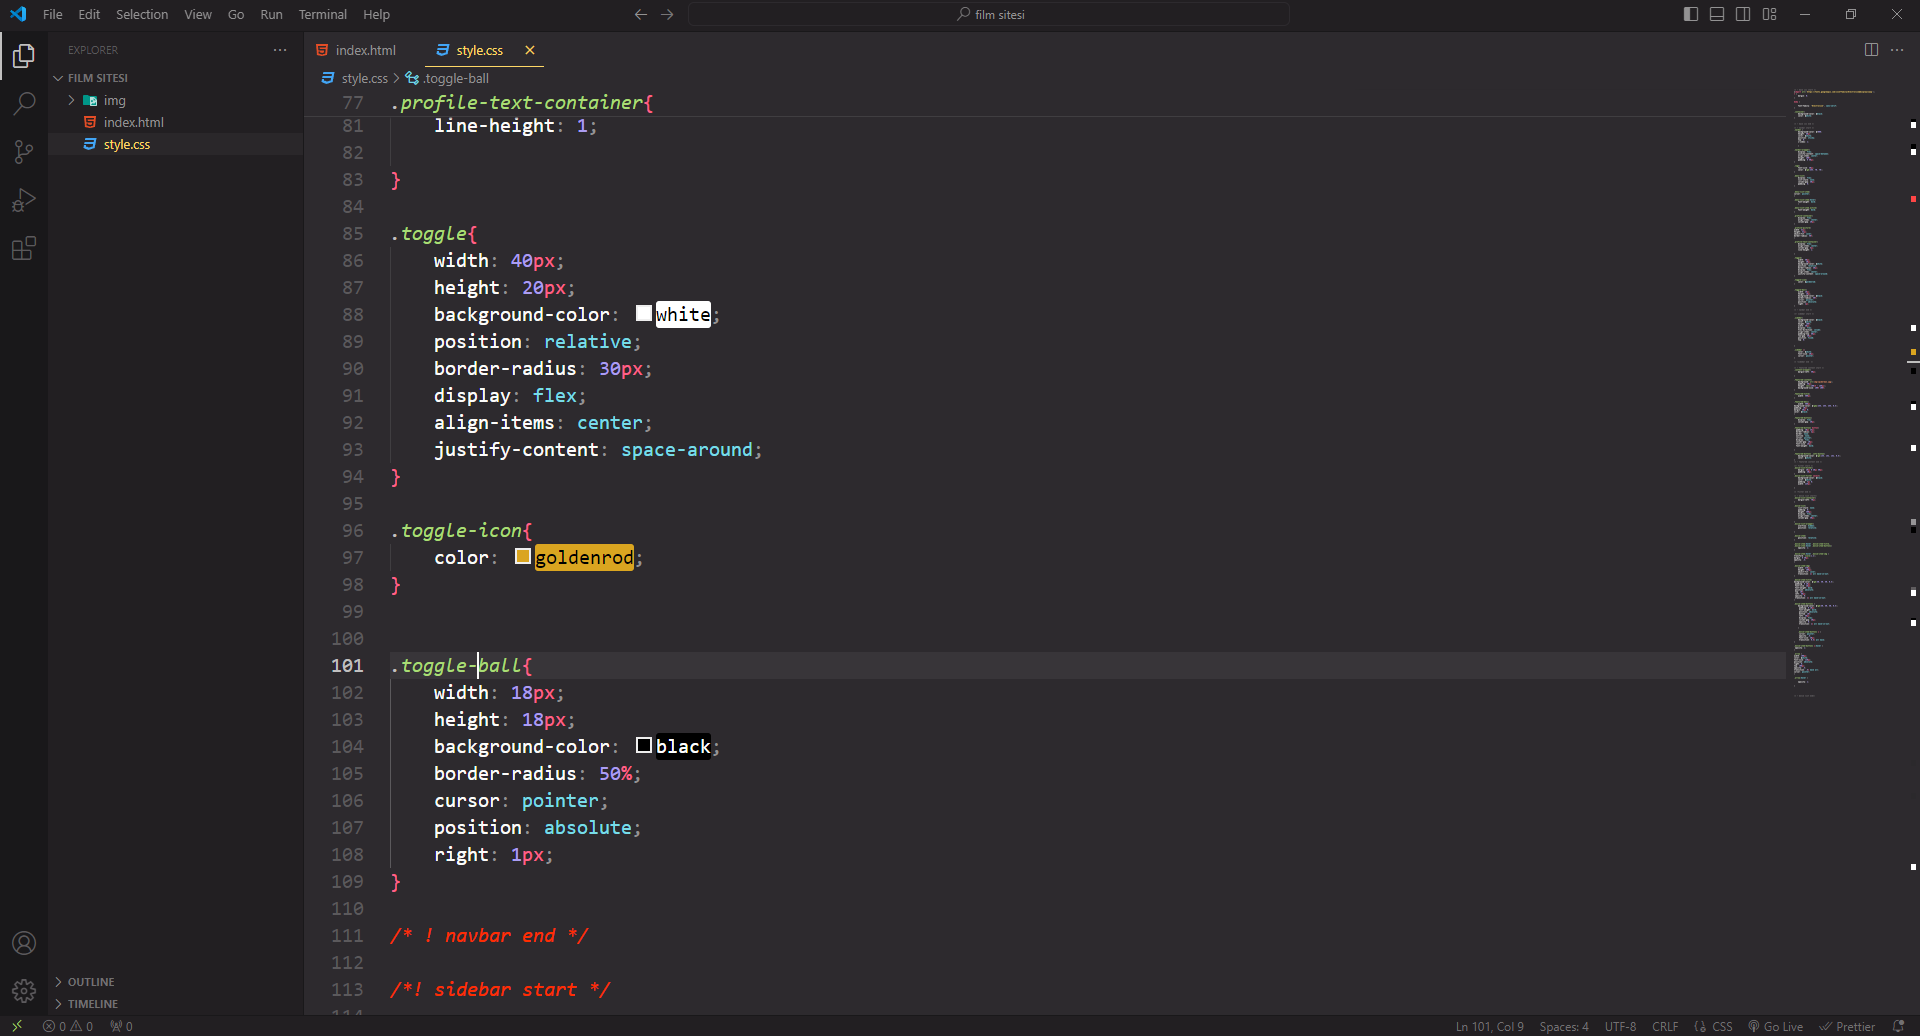 File Edit Selection View Go Run Terminal Help
film sitesi
EXPLORER
FILM SITESI
img
index.html
style.css
OUTLINE
TIMELINE
index.html
style.css
style.css > .toggle-ball
77 .profile-text-container{
81 line-height: 1;
82
83 }
84
85 .toggle{
86 width: 40px;
87 height: 20px;
88 background-color: white;
89 position: relative;
90 border-radius: 30px;
91 display: flex;
92 align-items: center;
93 justify-content: space-around;
94 }
95
96 .toggle-icon{
97 color: goldenrod;
98 }
99
100
101 .toggle-ball{
102 width: 18px;
103 height: 18px;
104 background-color: black;
105 border-radius: 50%;
106 cursor: pointer;
107 position: absolute;
108 right: 1px;
109 }
110
111 /* ! navbar end */
112
113 /*! sidebar start */
0 0 0
Ln 101, Col 9 Spaces: 4 UTF-8 CRLF CSS Go Live Prettier